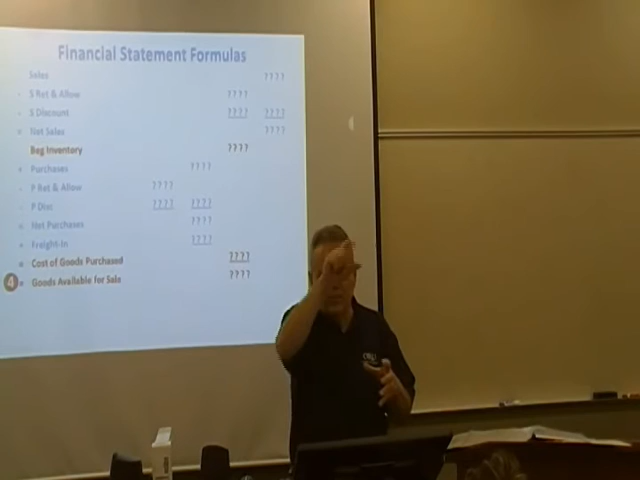 Financial Statement Formulas
Sales ????
- S Ret & Allow ????
- S Discount ???? ????
= Net Sales ????
Beg Inventory ????
+ Purchases ????
- P Ret & Allow ????
- P Disc ???? ????
= Net Purchases ????
+ Freight-In ????
= Cost of Goods Purchased ????
4 = Goods Available for Sale ????